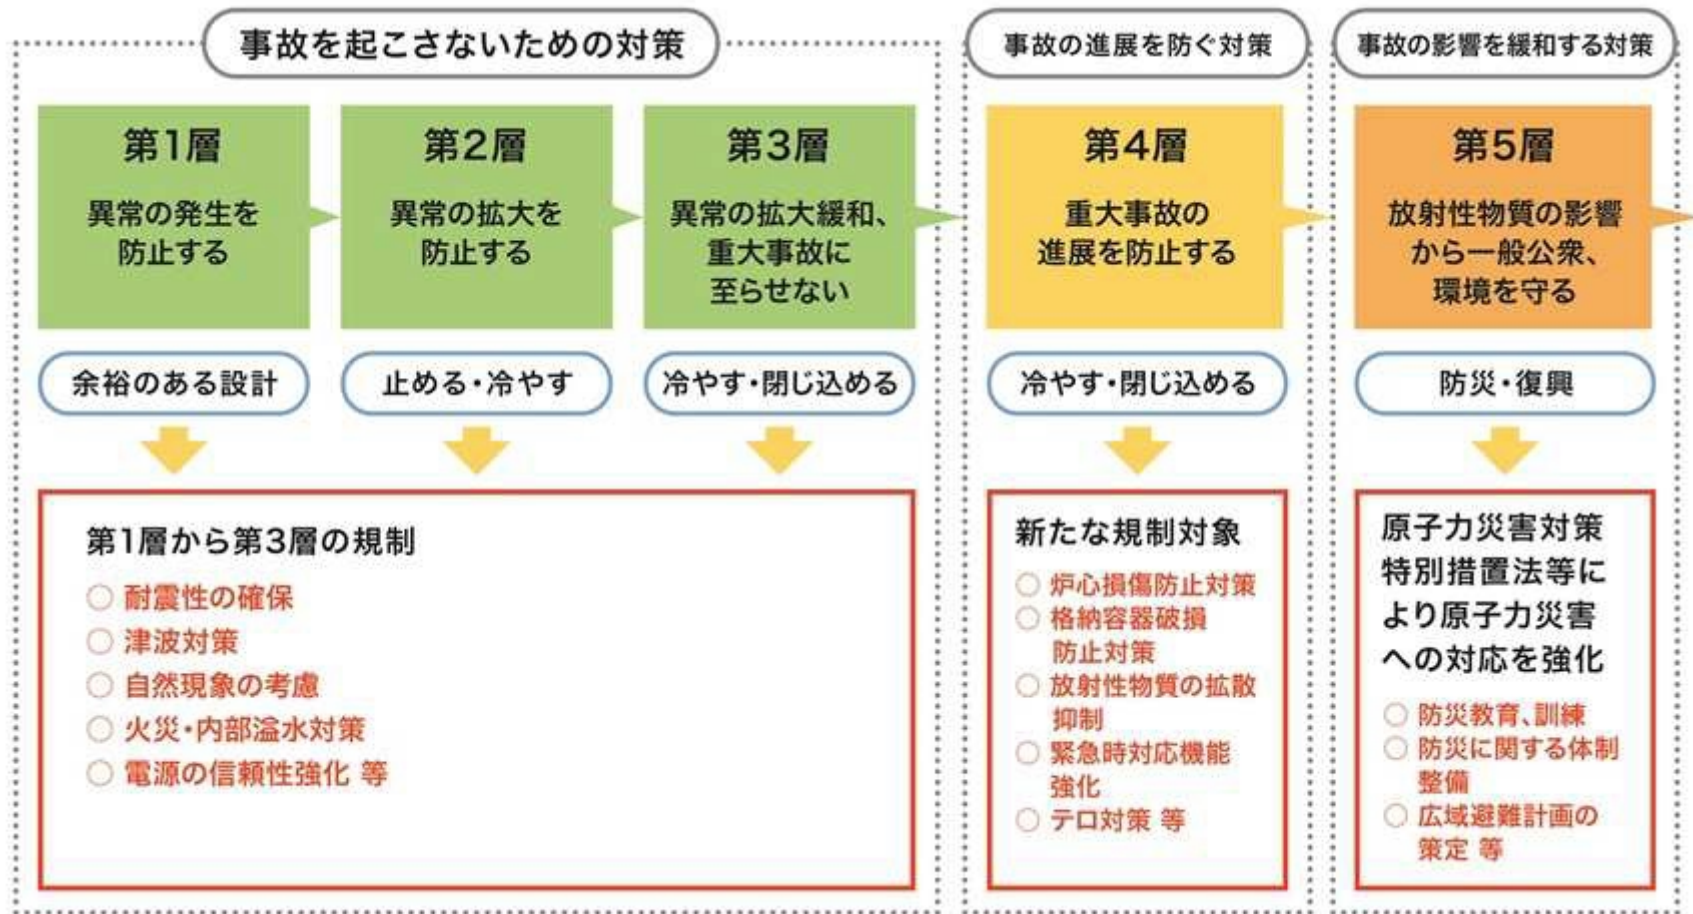 事故を起こさないための対策
事故の進展を防ぐ対策
事故の影響を緩和する対策
第1層
異常の発生を
防止する
第2層
異常の拡大を
防止する
第3層
異常の拡大緩和、
重大事故に
至らせない
第4層
重大事故の
進展を防止する
第5層
放射性物質の影響
から一般公衆、
環境を守る
余裕のある設計
止める・冷やす
冷やす・閉じ込める
冷やす・閉じ込める
防災・復興
第1層から第3層の規制
○ 耐震性の確保
○ 津波対策
○ 自然現象の考慮
○ 火災・内部溢水対策
○ 電源の信頼性強化 等
新たな規制対象
○ 炉心損傷防止対策
○ 格納容器破損
防止対策
○ 放射性物質の拡散
抑制
○ 緊急時対応機能
強化
○ テロ対策 等
原子力災害対策
特別措置法等に
より原子力災害
への対応を強化
○ 防災教育、訓練
○ 防災に関する体制
整備
○ 広域避難計画の
策定 等